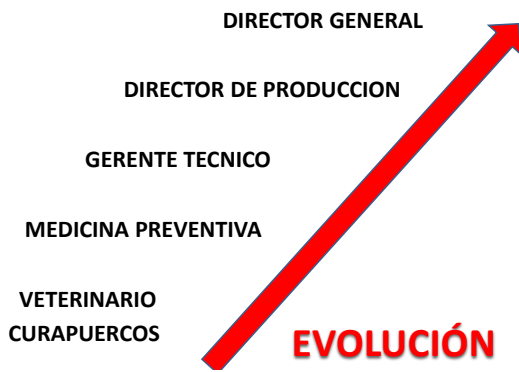 DIRECTOR GENERAL
DIRECTOR DE PRODUCCION
GERENTE TECNICO
MEDICINA PREVENTIVA
VETERINARIO
CURAPUERCOS
EVOLUCIÓN